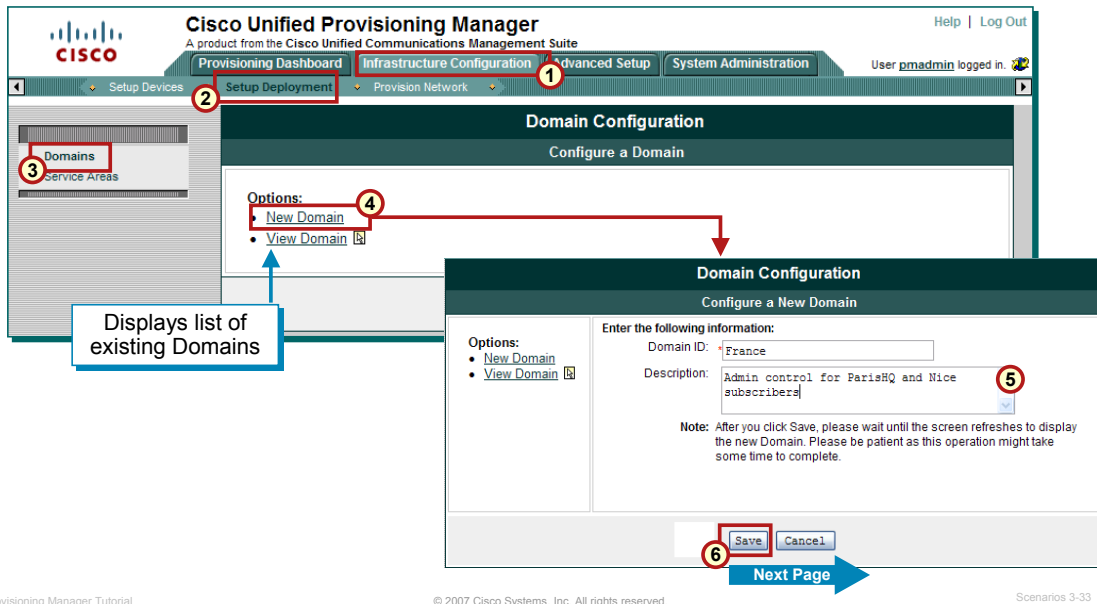 CISCO
Cisco Unified Provisioning Manager
A product from the Cisco Unified Communications Management Suite
Help | Log Out
Provisioning Dashboard
Infrastructure Configuration
Advanced Setup
System Administration
User pmadmin logged in.
1
Setup Devices
Setup Deployment
Provision Network
2
Domains
Service Areas
3
Domain Configuration
Configure a Domain
Options:
New Domain
View Domain
4
Displays list of
existing Domains
Domain Configuration
Configure a New Domain
Options:
New Domain
View Domain
Enter the following information:
Domain ID: * France
Description: Admin control for ParisHQ and Nice
subscribers
5
Note: After you click Save, please wait until the screen refreshes to display
the new Domain. Please be patient as this operation might take
some time to complete.
Save Cancel
6
Next Page
Manager Tutorial
© 2007 Cisco Systems, Inc. All rights reserved
Scenarios 3-33